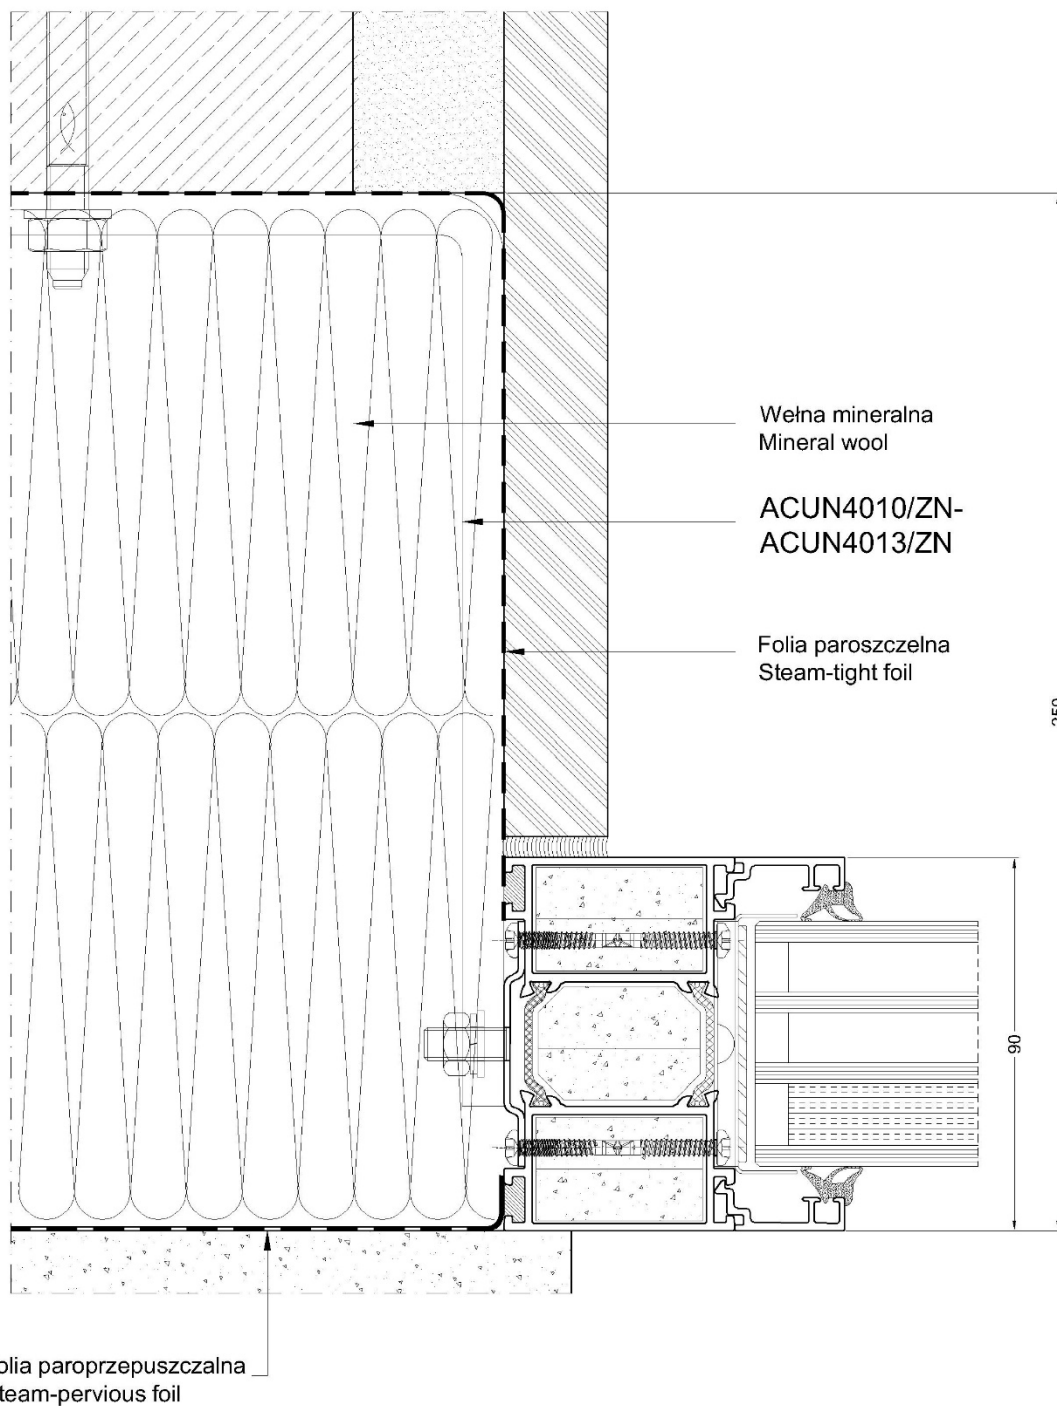 Wełna mineralna
Mineral wool
ACUN4010/ZN-
ACUN4013/ZN
Folia paroszczelna
Steam-tight foil
90
olia paroprzepuszczalna
team-pervious foil